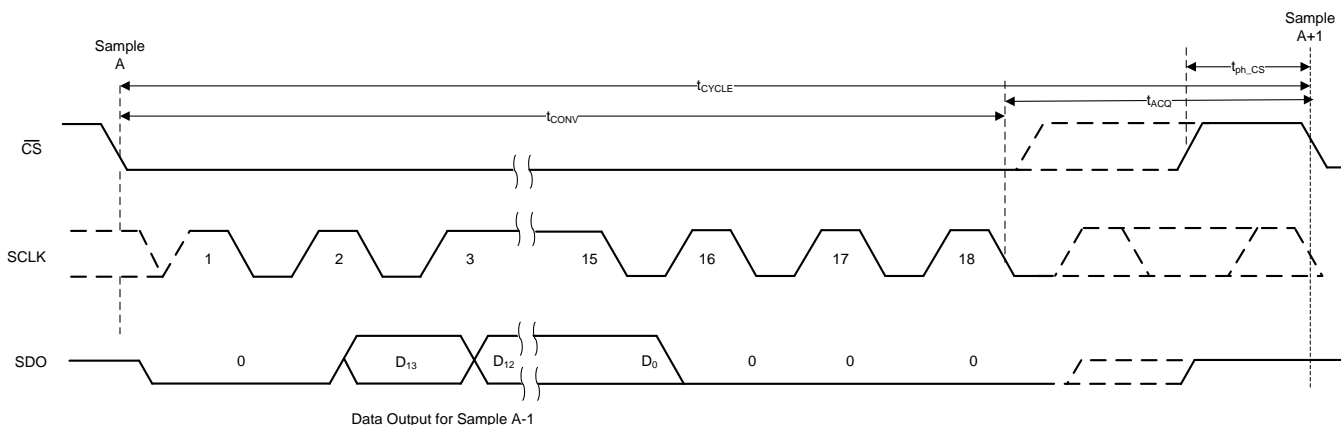 Sample
A
Sample
A+1
tph_CS
tCYCLE
tACQ
tCONV
CS
SCLK
1
2
3
15
16
17
18
SDO
0
D13
D12
D0
0
0
0
Data Output for Sample A-1